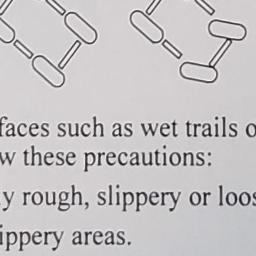 faces such as wet trails o
w these precautions:
y rough, slippery or loos
ippery areas.